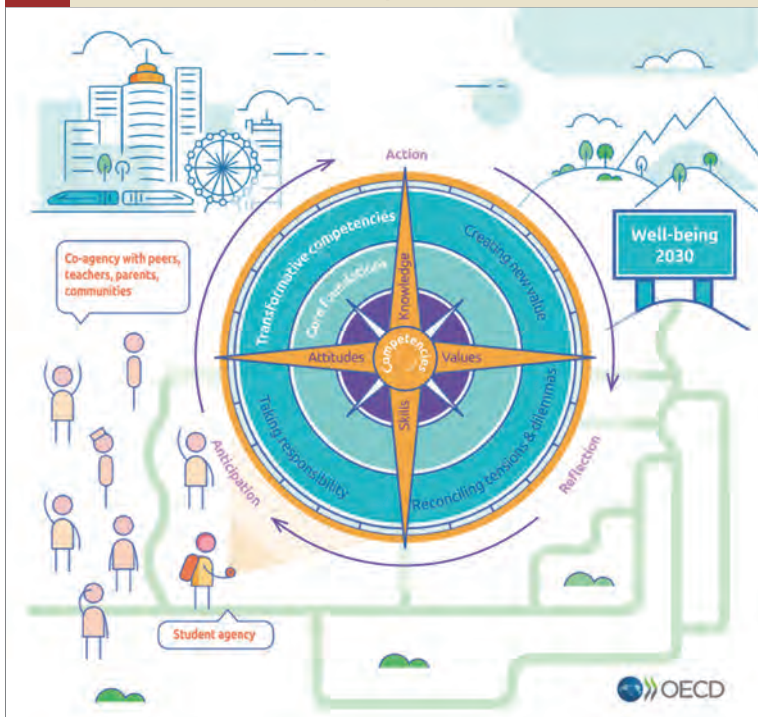 Action
Transformative competencies
Creating new value
Core Foundations
Knowledge
Well-being
2030
Co-agency with peers,
teachers, parents,
communities
Attitudes
Competencies
Values
Skills
Taking responsibility
Reconciling tensions & dilemmas
Anticipation
Reflection
Student agency
OECD